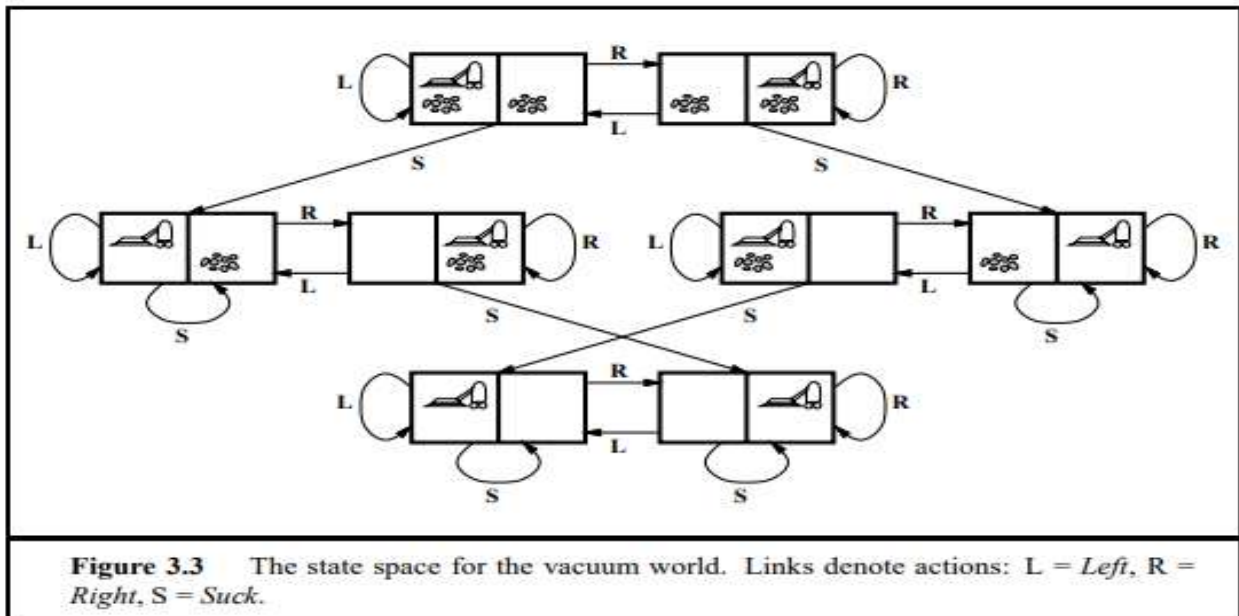 R
L
R
L
S
S
R
R
L
R
L
R
L
L
S
S
S
S
R
L
R
L
S
S
Figure 3.3 The state space for the vacuum world. Links denote actions: L = Left, R =
Right, S = Suck.